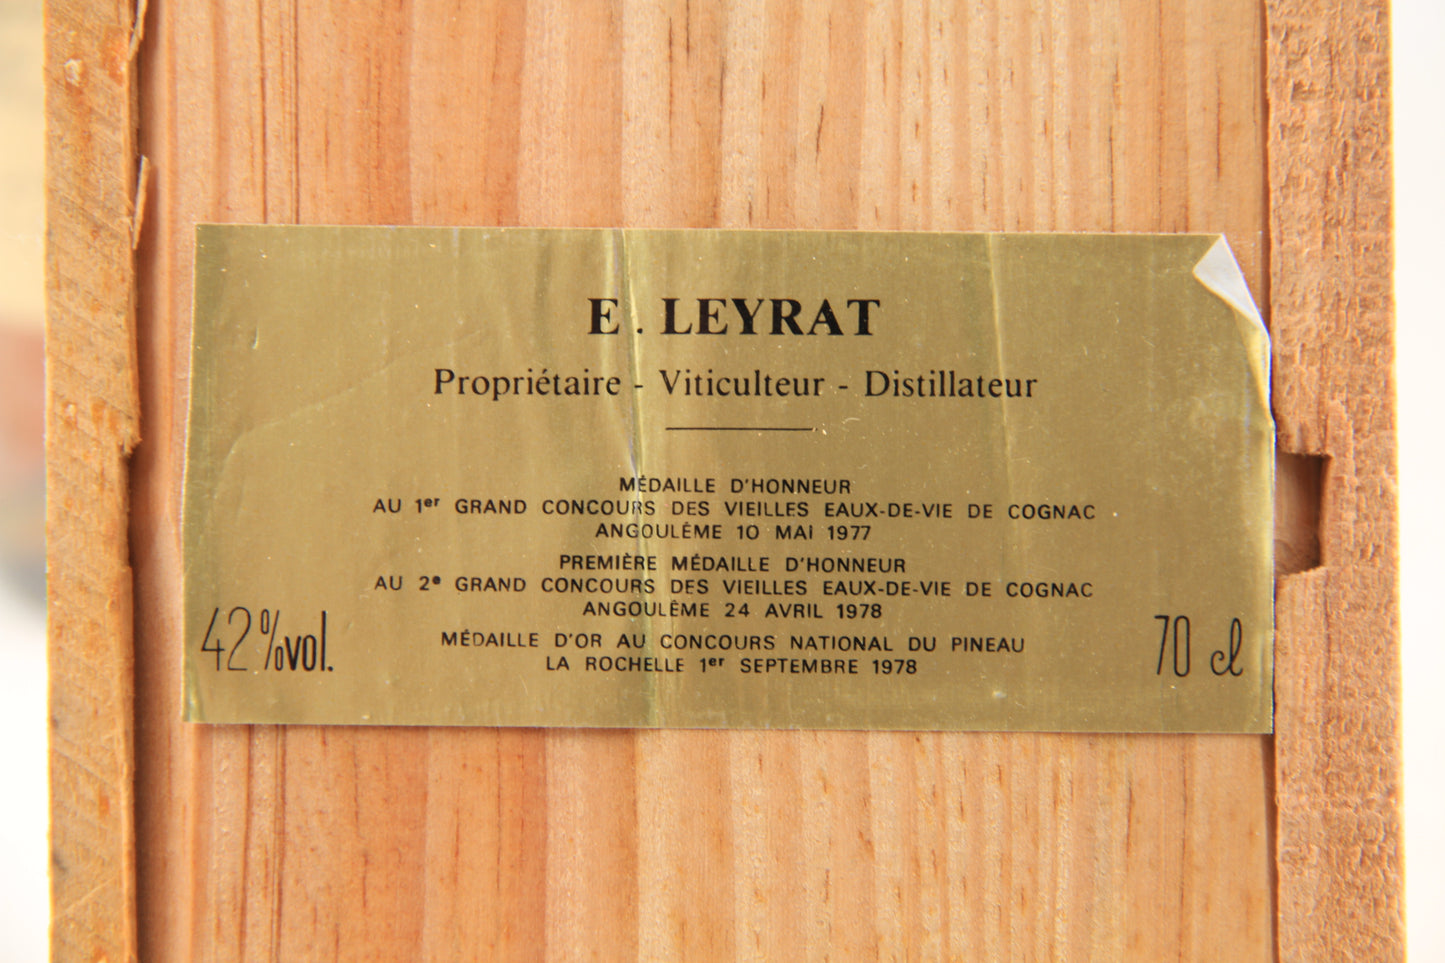 E. LEYRAT
Propriétaire - Viticulteur - Distillateur
MÉDAILLE D'HONNEUR
AU 1er GRAND CONCOURS DES VIEILLES EAUX-DE-VIE DE COGNAC
ANGOULÊME 10 MAI 1977
PREMIÈRE MÉDAILLE D'HONNEUR
AU 2e GRAND CONCOURS DES VIEILLES EAUX-DE-VIE DE COGNAC
ANGOULÊME 24 AVRIL 1978
MÉDAILLE D'OR AU CONCOURS NATIONAL DU PINEAU
LA ROCHELLE 1er SEPTEMBRE 1978
42%vol.
70 cl